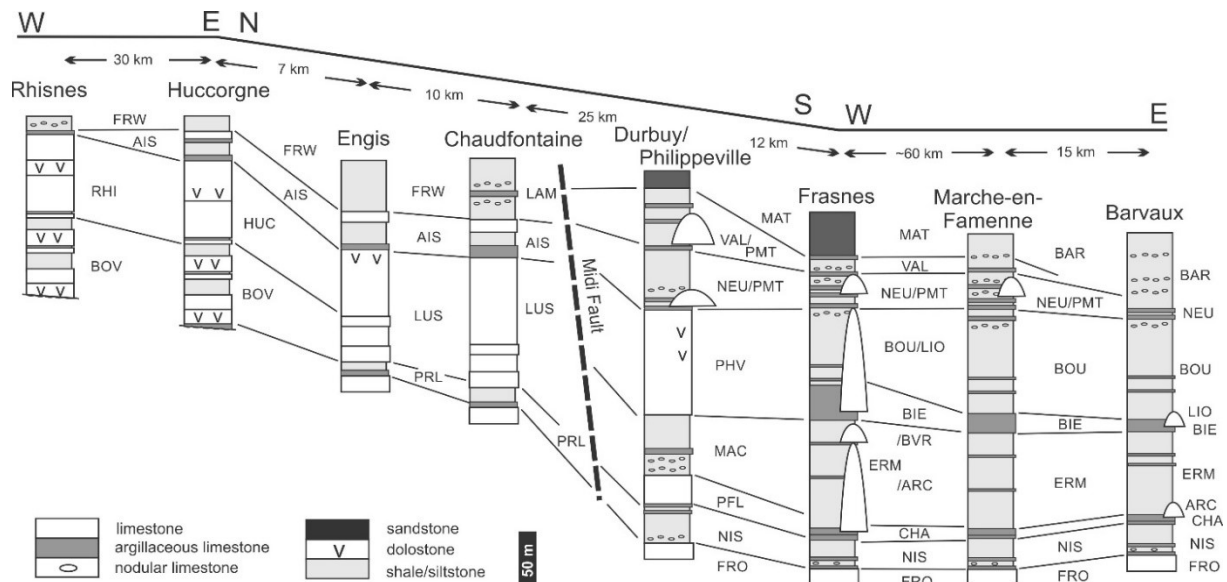 W E N S W E
30 km
7 km
10 km
25 km
12 km
~60 km
15 km
Rhisnes
Huccorgne
Engis
Chaudfontaine
Durbuy/
Philippeville
Frasnes
Marche-en-
Famenne
Barvaux
FRW
AIS
RHI
BOV
FRW
AIS
HUC
BOV
FRW
AIS
LUS
PRL
LAM
AIS
LUS
PRL
Midi Fault
MAT
VAL/
PMT
NEU/PMT
PHV
MAC
PFL
NIS
FRO
MAT
VAL
NEU/PMT
BOU/LIO
BIE
/BVR
ERM
/ARC
CHA
NIS
FRO
BAR
NEU/PMT
BOU
BIE
ERM
NIS
FRO
BAR
NEU
BOU
LIO
BIE
ERM
ARC
CHA
NIS
FRO
limestone
argillaceous limestone
nodular limestone
sandstone
v dolostone
shale/siltstone
50 m